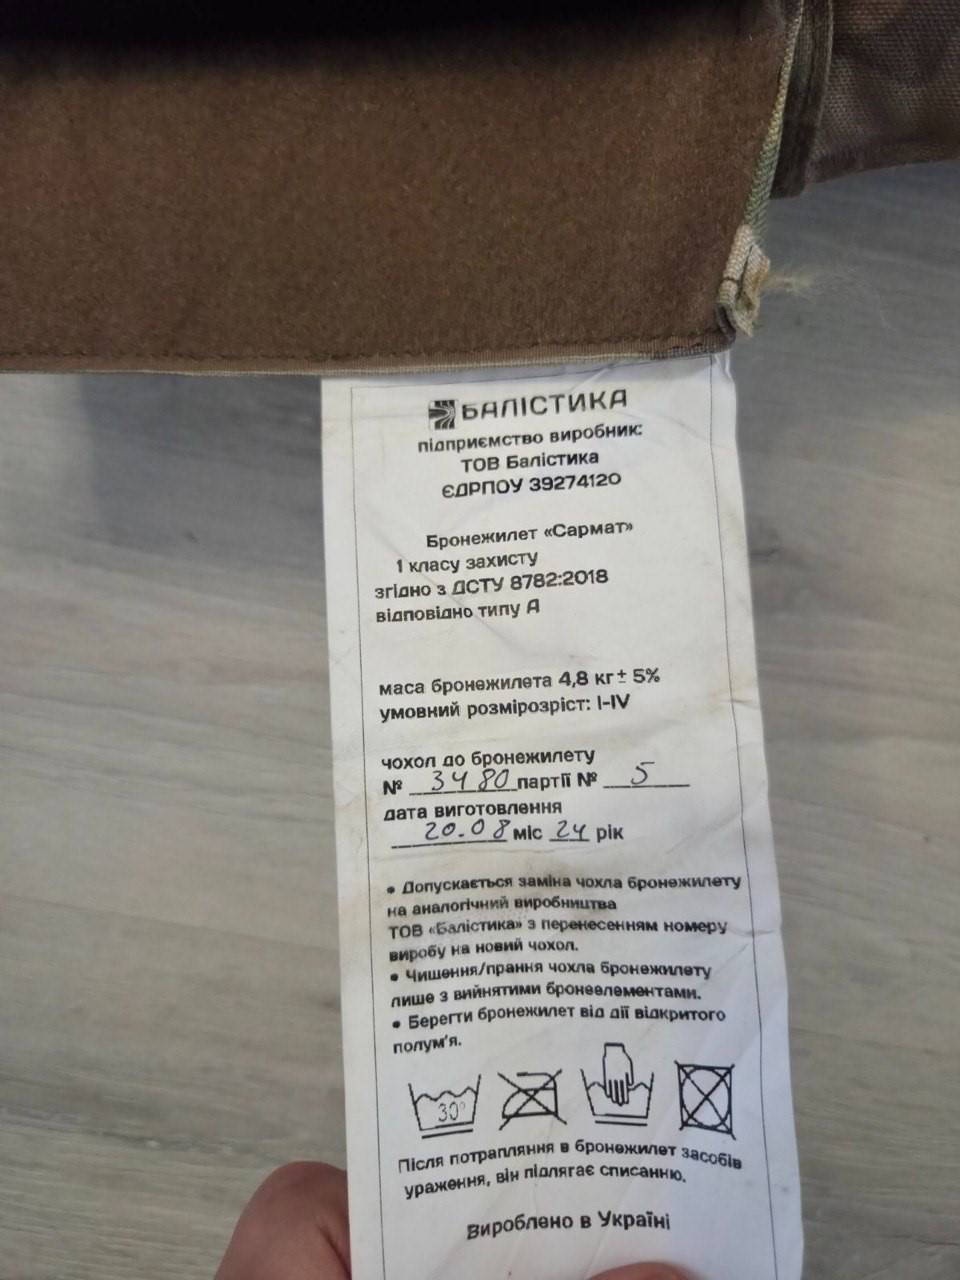 БАЛІСТИКА
підприємство виробник:
ТОВ Балістика
ЄДРПОУ 39274120
Бронежилет «Сармат»
1 класу захисту
згідно з ДСТУ 8782:2018
відповідно типу А
маса бронежилета 4,8 кг ± 5%
умовний розмірозріст: I-IV
чохол до бронежилету
№ 3480 партії № 5
дата виготовлення
20.08 міс 24 рік
• Допускається заміна чохла бронежилету
на аналогічний виробництва
ТОВ «Балістика» з перенесенням номеру
виробу на новий чохол.
• Чищення/прання чохла бронежилету
лише з вийнятими бронеелементами.
• Берегти бронежилет від дії відкритого
полум'я.
30°
Після потрапляння в бронежилет засобів
ураження, він підлягає списанню.
Вироблено в Україні